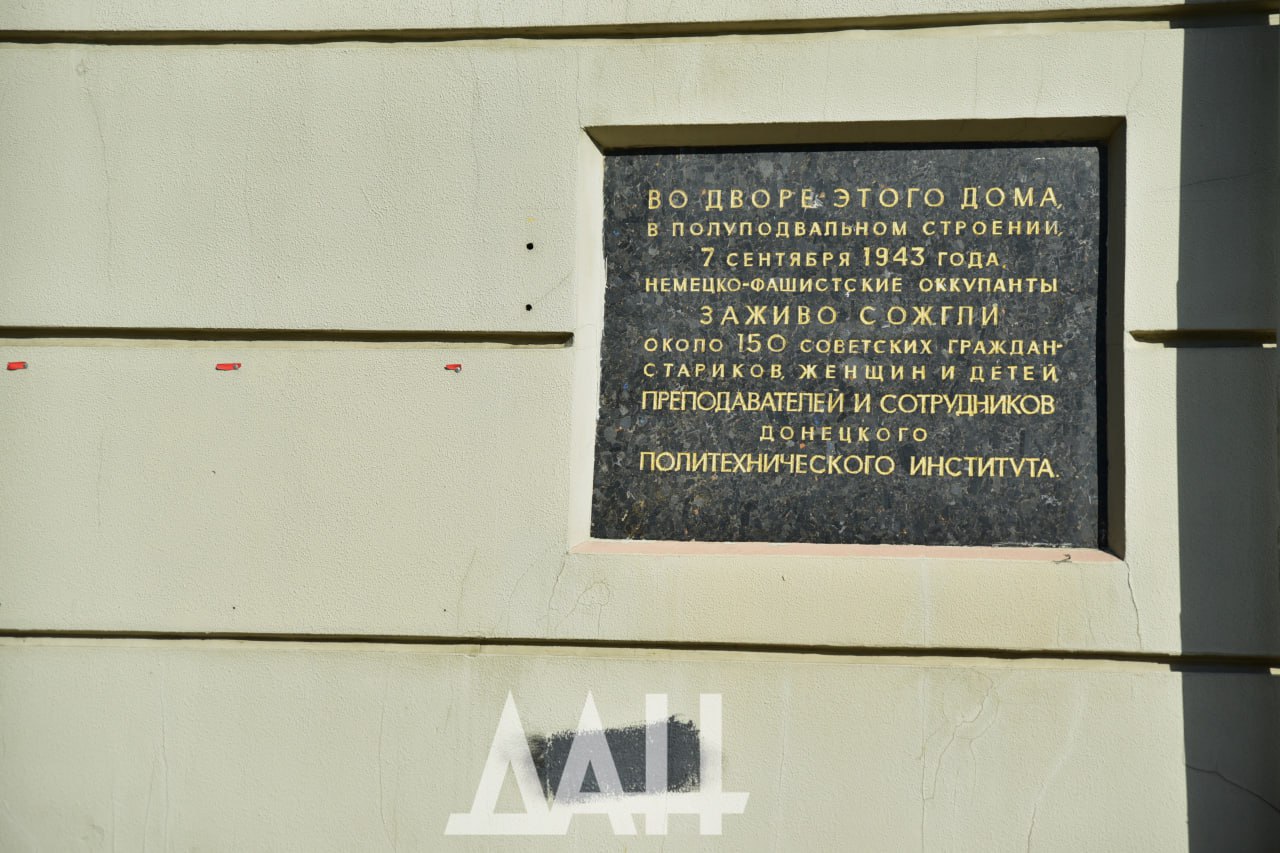 ВО ДВОРЕ ЭТОГО ДОМА,
В ПОЛУПОДВАЛЬНОМ СТРОЕНИИ,
7 СЕНТЯБРЯ 1943 ГОДА,
НЕМЕЦКО-ФАШИСТСКИЕ ОККУПАНТЫ
ЗАЖИВО СОЖГЛИ
ОКОЛО 150 СОВЕТСКИХ ГРАЖДАН-
СТАРИКОВ, ЖЕНЩИН И ДЕТЕЙ,
ПРЕПОДАВАТЕЛЕЙ И СОТРУДНИКОВ
ДОНЕЦКОГО
ПОЛИТЕХНИЧЕСКОГО ИНСТИТУТА.
ДАН